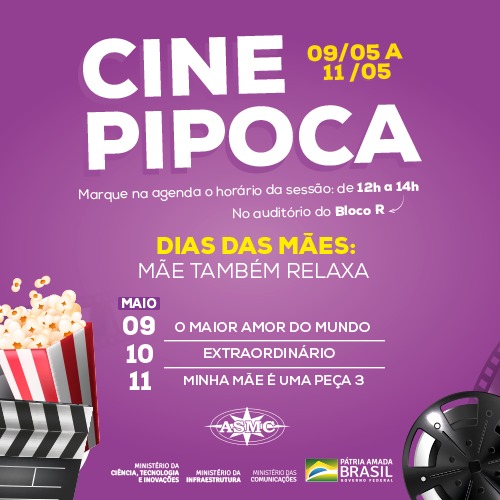 CINE
PIPOCA
09/05 A
11 /05
Marque na agenda o horário da sessão: de 12h a 14h
No auditório do Bloco R
DIAS DAS MÃES:
MÃE TAMBÉM RELAXA
MAIO
09 O MAIOR AMOR DO MUNDO
10 EXTRAORDINÁRIO
11 MINHA MÃE É UMA PEÇA 3
ASMC
MINISTÉRIO DA
CIÊNCIA, TECNOLOGIA
E INOVAÇÕES
MINISTÉRIO DA
INFRAESTRUTURA
MINISTÉRIO DAS
COMUNICAÇÕES
PÁTRIA AMADA
BRASIL
GOVERNO FEDERAL